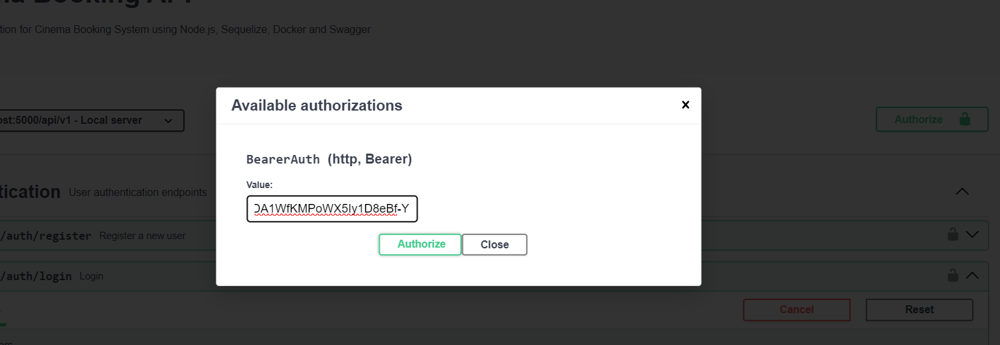 na Booking API
tion for Cinema Booking System using Node.js, Sequelize, Docker and Swagger
Available authorizations
ost:5000/api/v1 - Local server
Authorize
BearerAuth (http, Bearer)
Value:
tication User authentication endpoints
DA1WfKMPoWX5Iy1D8eBf-Y
/auth/register Register a new user
Authorize Close
/auth/login Login
Cancel Reset